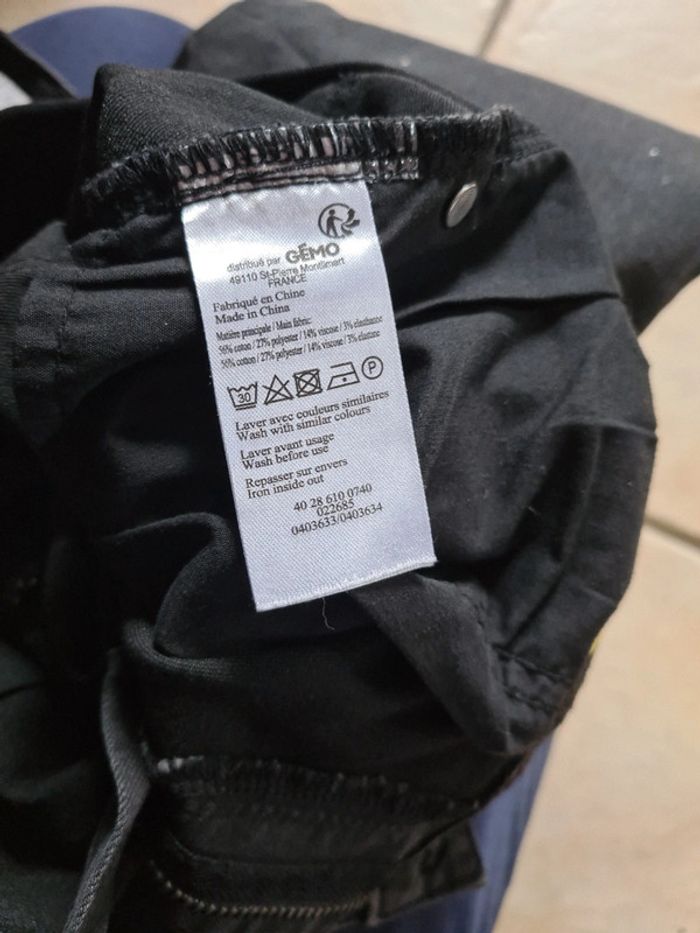 distribué par GÉMO
49110 St-Pierre Montlimart
FRANCE
Fabriqué en Chine
Made in China
Matière principale / Main fabric:
56% coton / 27% polyester / 14% viscose / 3% élasthanne
56% cotton / 27% polyester / 14% viscose / 3% elastane
30 P
Laver avec couleurs similaires
Wash with similar colours
Laver avant usage
Wash before use
Repasser sur envers
Iron inside out
40 28 610 0740
022685
0403633/0403634